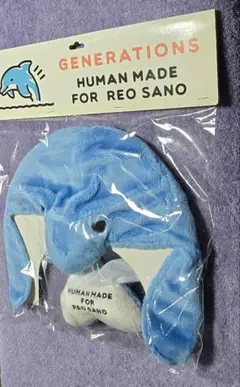 GENERATIONS
HUMAN MADE
FOR REO SANO
HUMAN MADE
FOR
REO SANO